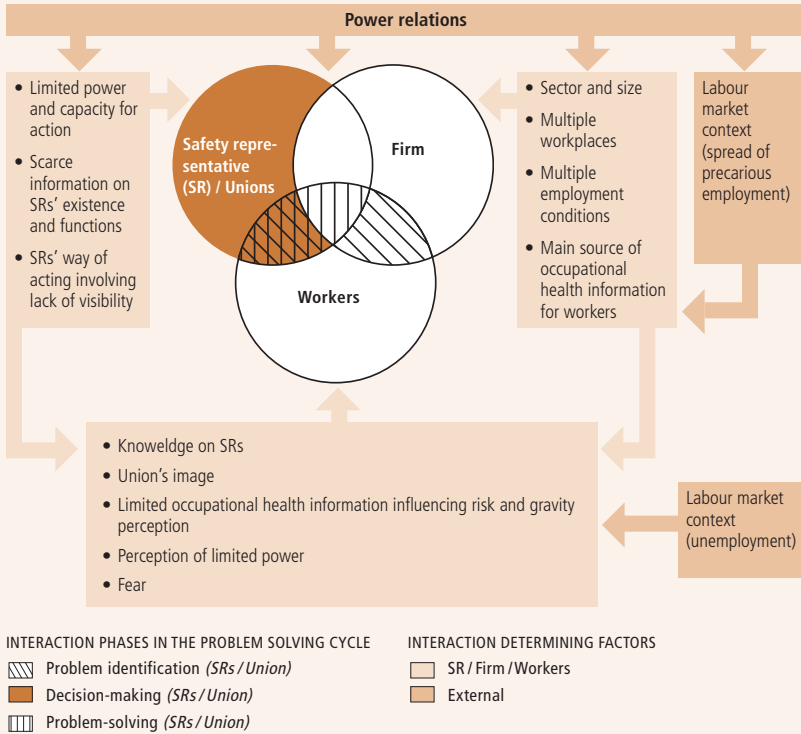 Power relations
• Limited power
and capacity for
action
• Scarce
information on
SRs' existence
and functions
• SRs' way of
acting involving
lack of visibility
Safety repre-
sentative
(SR) / Unions
Firm
Workers
• Sector and size
• Multiple
workplaces
• Multiple
employment
conditions
• Main source of
occupational
health information
for workers
Labour
market
context
(spread of
precarious
employment)
• Knoweldge on SRs
• Union's image
• Limited occupational health information influencing risk and gravity
perception
• Perception of limited power
• Fear
Labour market
context
(unemployment)
INTERACTION PHASES IN THE PROBLEM SOLVING CYCLE
Problem identification (SRs / Union)
Decision-making (SRs / Union)
Problem-solving (SRs / Union)
INTERACTION DETERMINING FACTORS
SR / Firm / Workers
External